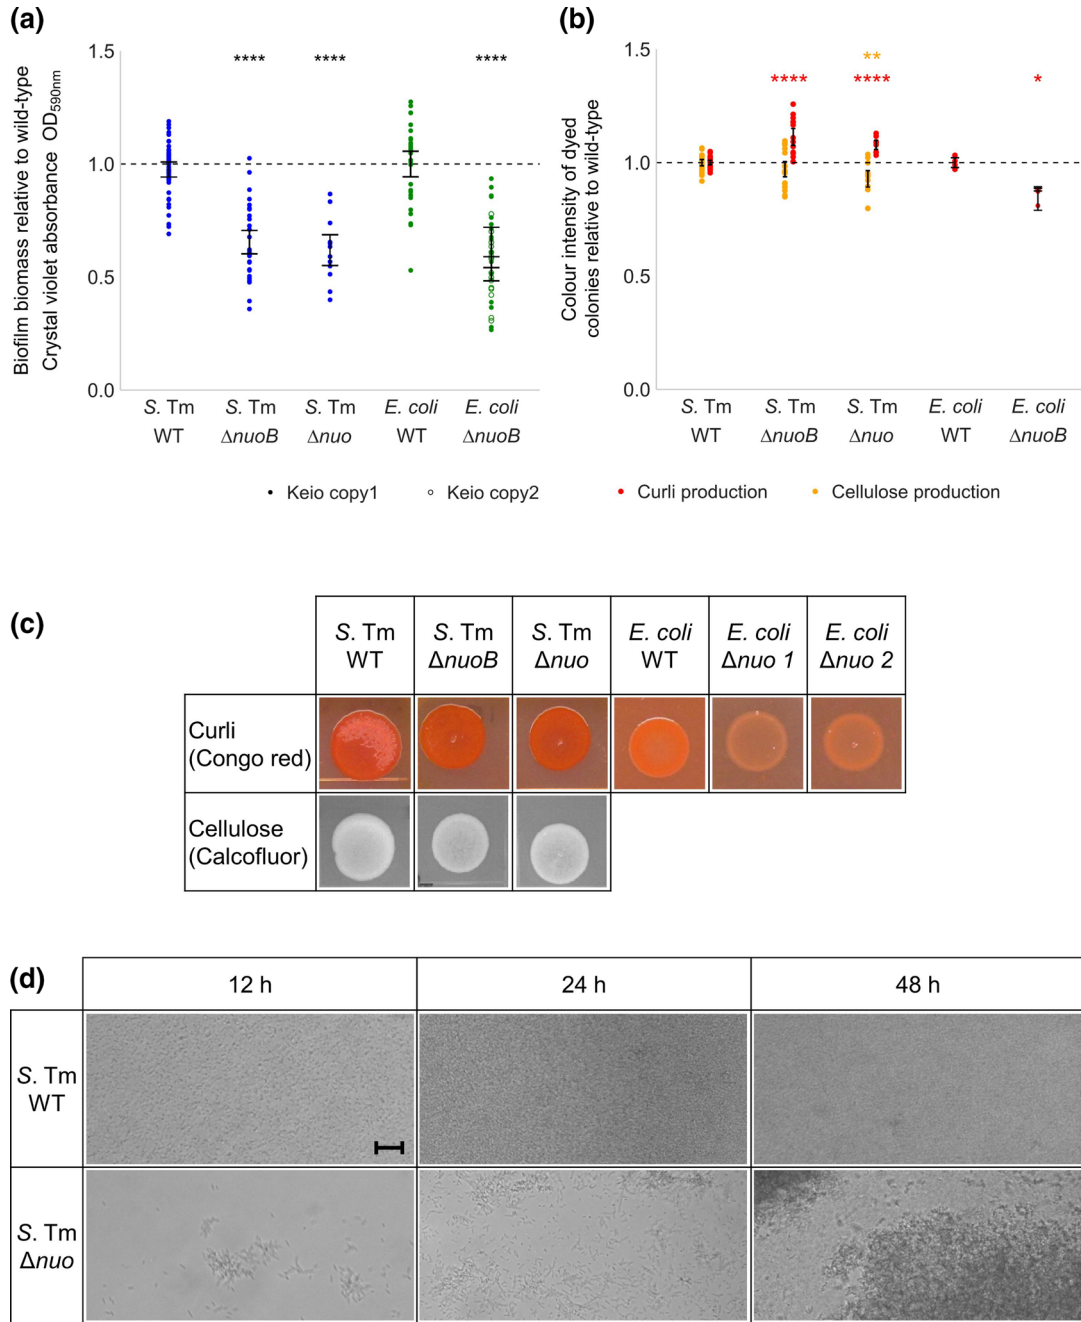 (a)
Biofilm biomass relative to wild-type
Crystal violet absorbance OD590nm
1.5
1.0
0.5
0.0
**** **** ****
S. Tm S. Tm S. Tm E. coli E. coli
WT ΔnuoB Δnuo WT ΔnuoB
• Keio copy1 ○ Keio copy2
(b)
Colour intensity of dyed
colonies relative to wild-type
1.5
1.0
0.5
0.0
**
**** **** *
S. Tm S. Tm S. Tm E. coli E. coli
WT ΔnuoB Δnuo WT ΔnuoB
• Curli production • Cellulose production
(c)
S. Tm S. Tm S. Tm E. coli E. coli E. coli
WT ΔnuoB Δnuo WT Δnuo 1 Δnuo 2
Curli
(Congo red)
Cellulose
(Calcofluor)
(d)
12 h 24 h 48 h
S. Tm
WT
S. Tm
Δnuo